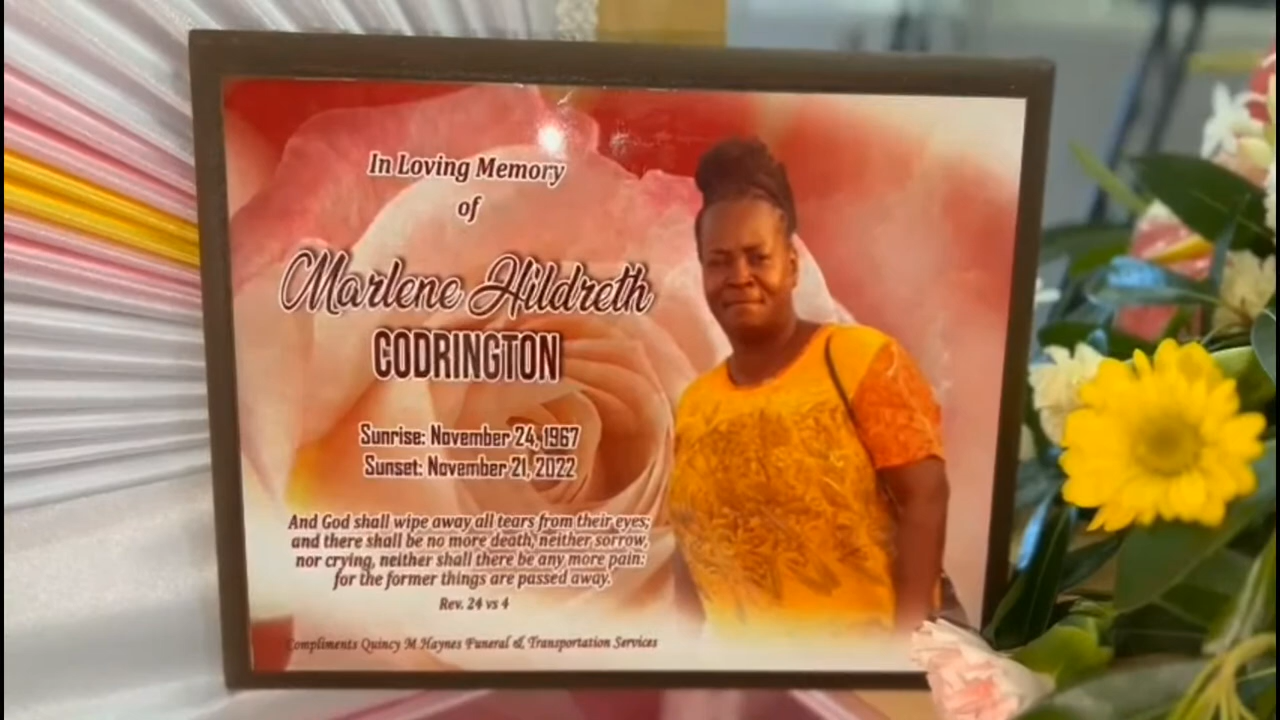 In Loving Memory
of
Marlene Hildreth
CODRINGTON
Sunrise: November 24, 1967
Sunset: November 21, 2022
And God shall wipe away all tears from their eyes;
and there shall be no more death, neither sorrow,
nor crying, neither shall there be any more pain:
for the former things are passed away.
Rev. 24 vs 4
Compliments Quincy M Haynes Funeral & Transportation Services